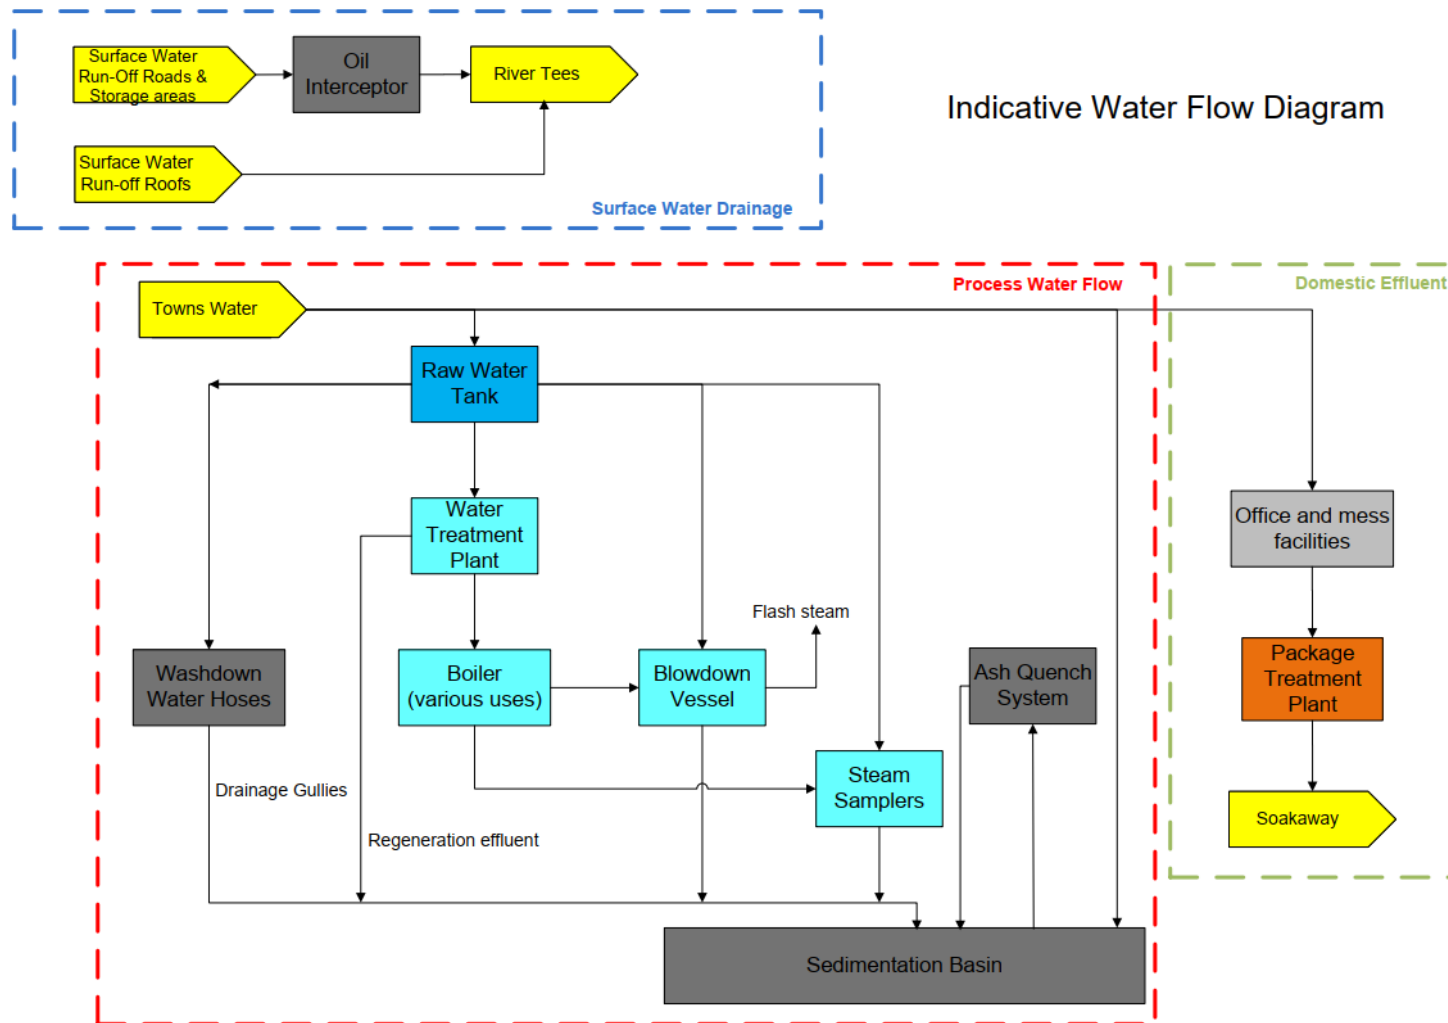 Surface Water
Run-Off Roads &
Storage areas
Oil
Interceptor
River Tees
Indicative Water Flow Diagram
Surface Water
Run-off Roofs
Surface Water Drainage
Process Water Flow
Domestic Effluent
Towns Water
Raw Water
Tank
Water
Treatment
Plant
Office and mess
facilities
Flash steam
Washdown
Water Hoses
Boiler
(various uses)
Blowdown
Vessel
Ash Quench
System
Package
Treatment
Plant
Steam
Samplers
Drainage Gullies
Soakaway
Regeneration effluent
Sedimentation Basin